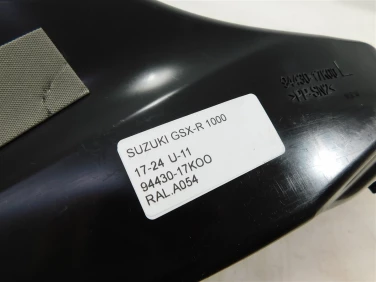 SUZUKI GSX-R 1000
17-24 U-11
94430-17KOO
RAL.A054